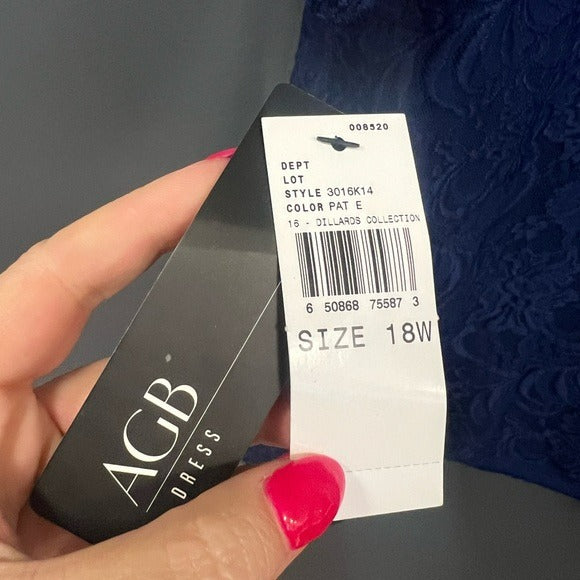 008520
DEPT
LOT
STYLE 3016K14
COLOR PAT E
16 - DILLARDS COLLECTION
6 50868 75587 3
SIZE 18W
AGB
DRESS